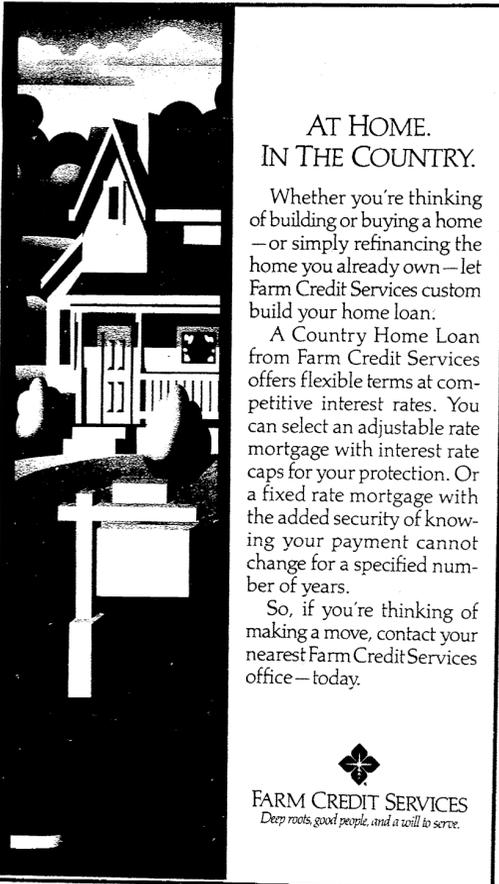 AT HOME.
IN THE COUNTRY.
Whether you're thinking
of building or buying a home
—or simply refinancing the
home you already own—let
Farm Credit Services custom
build your home loan.
A Country Home Loan
from Farm Credit Services
offers flexible terms at com-
petitive interest rates. You
can select an adjustable rate
mortgage with interest rate
caps for your protection. Or
a fixed rate mortgage with
the added security of know-
ing your payment cannot
change for a specified num-
ber of years.
So, if you're thinking of
making a move, contact your
nearest Farm Credit Services
office—today.
FARM CREDIT SERVICES
Deep roots, good people, and a will to serve.